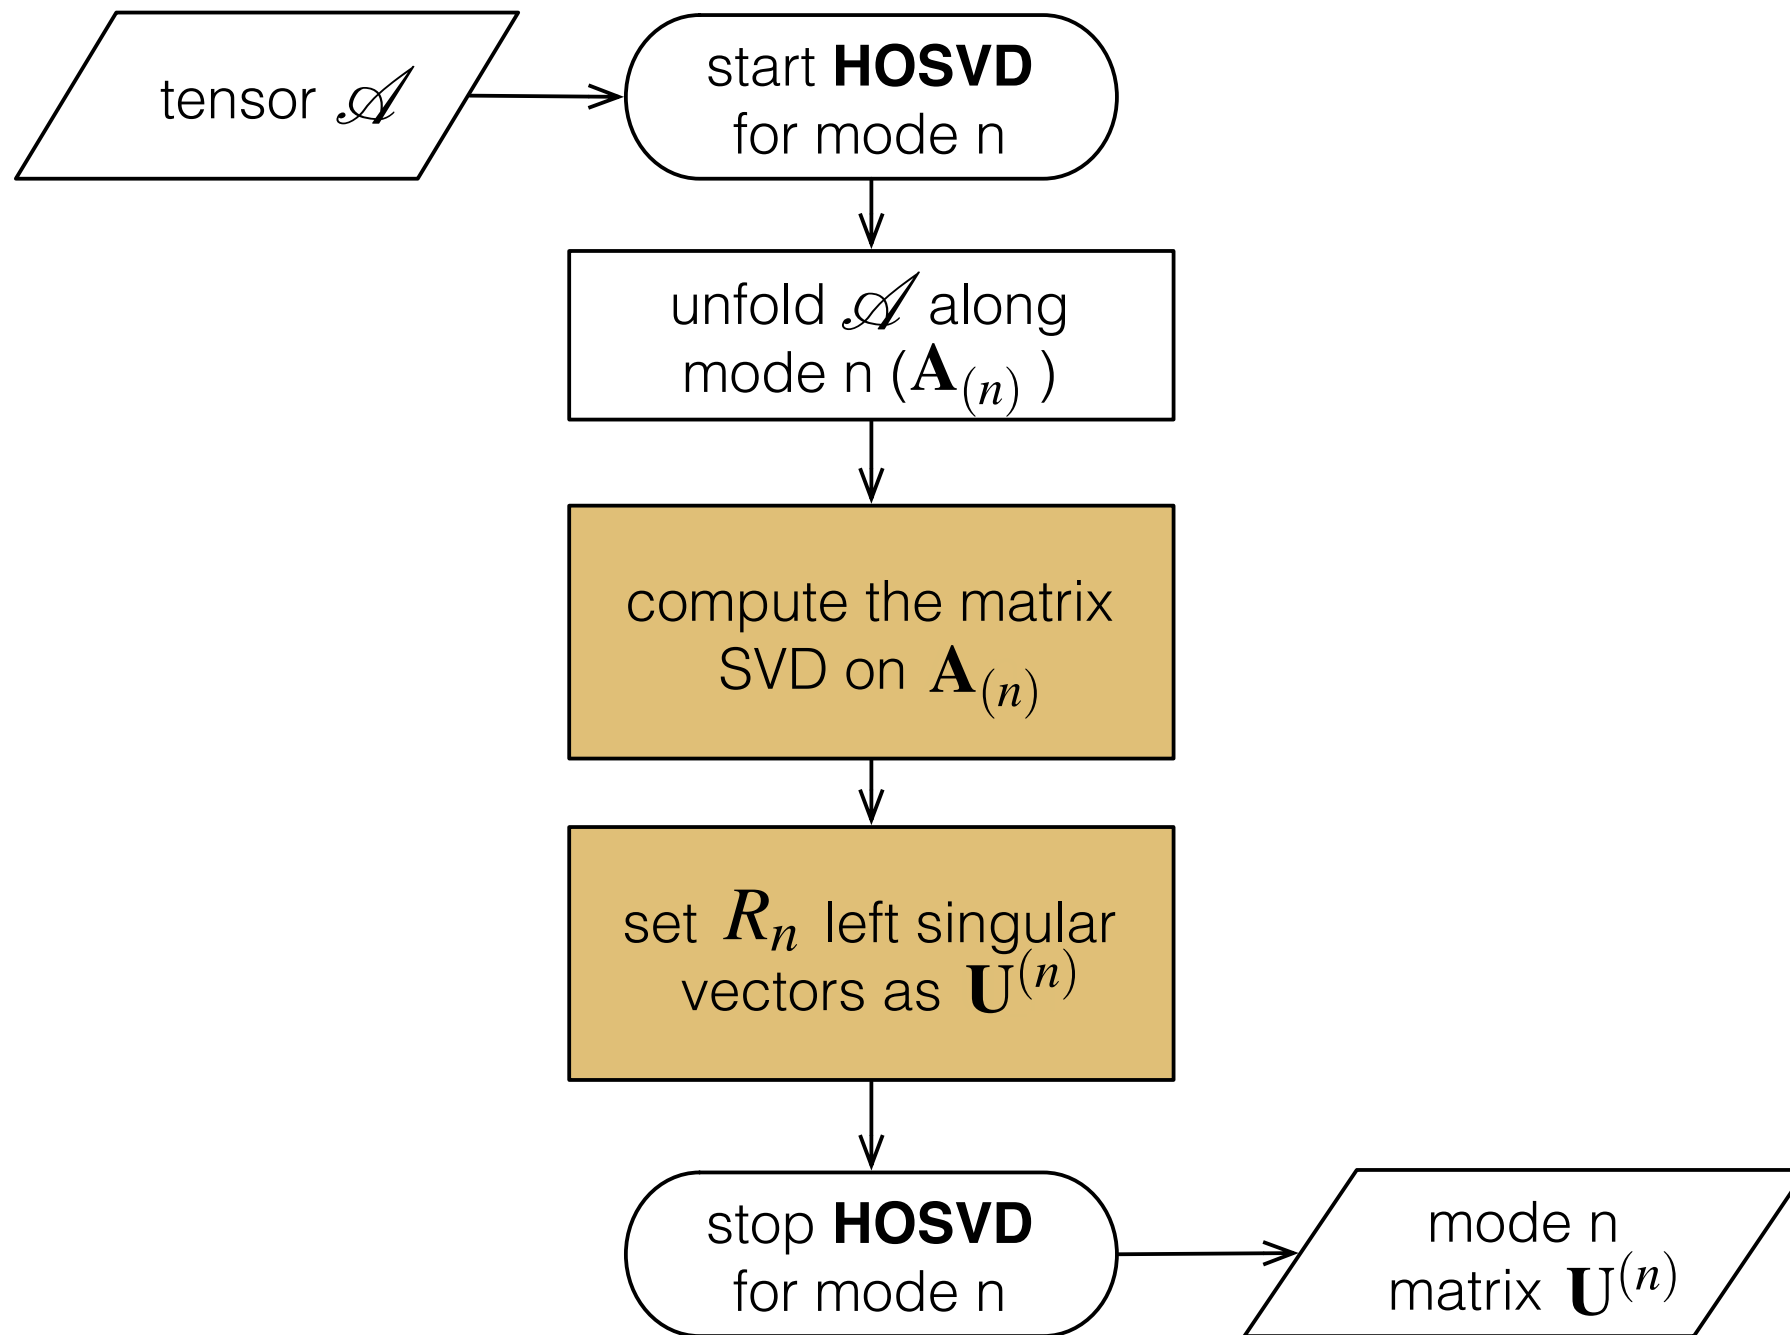 tensor 𝒜
start HOSVD
for mode n
unfold 𝒜 along
mode n (A₍ₙ₎ )
compute the matrix
SVD on A₍ₙ₎
set Rₙ left singular
vectors as U⁽ⁿ⁾
stop HOSVD
for mode n
mode n
matrix U⁽ⁿ⁾